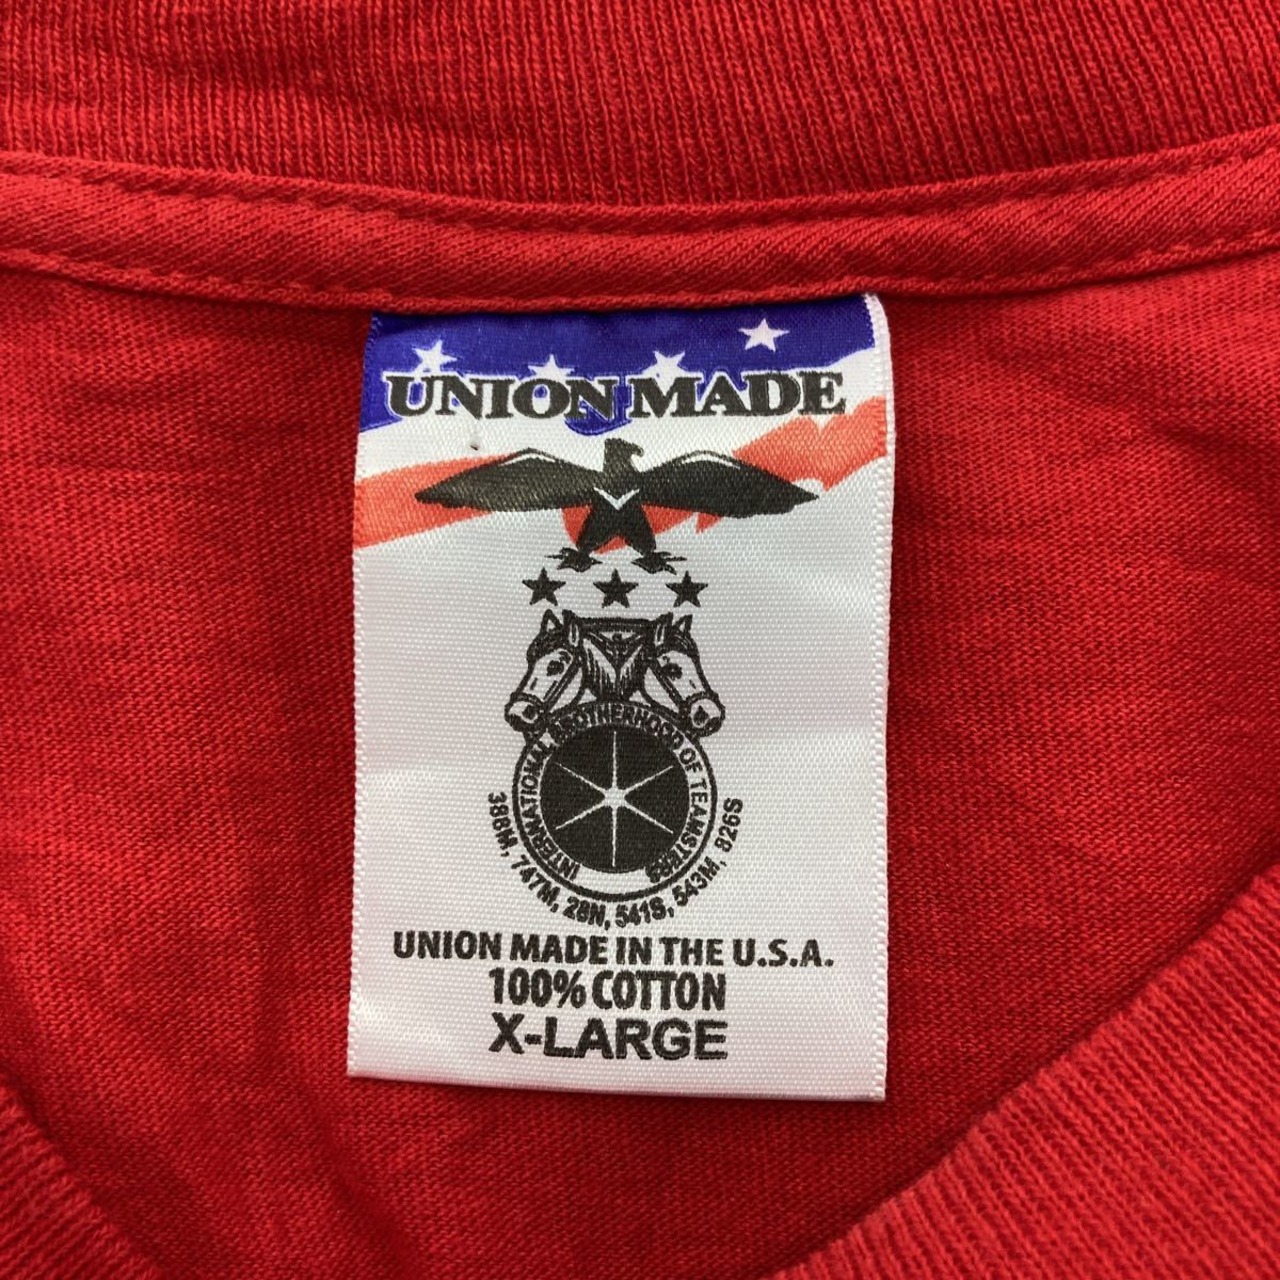 UNION MADE
INTERNATIONAL BROTHERHOOD OF TEAMSTERS
388M, 747M, 28N, 541S, 543M, 826S
UNION MADE IN THE U.S.A.
100% COTTON
X-LARGE